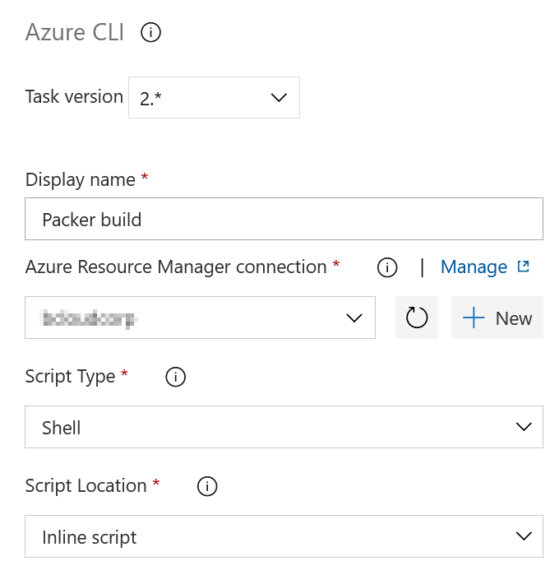 Azure CLI
Task version 2.*
Display name *
Packer build
Azure Resource Manager connection * | Manage
New
Script Type *
Shell
Script Location *
Inline script